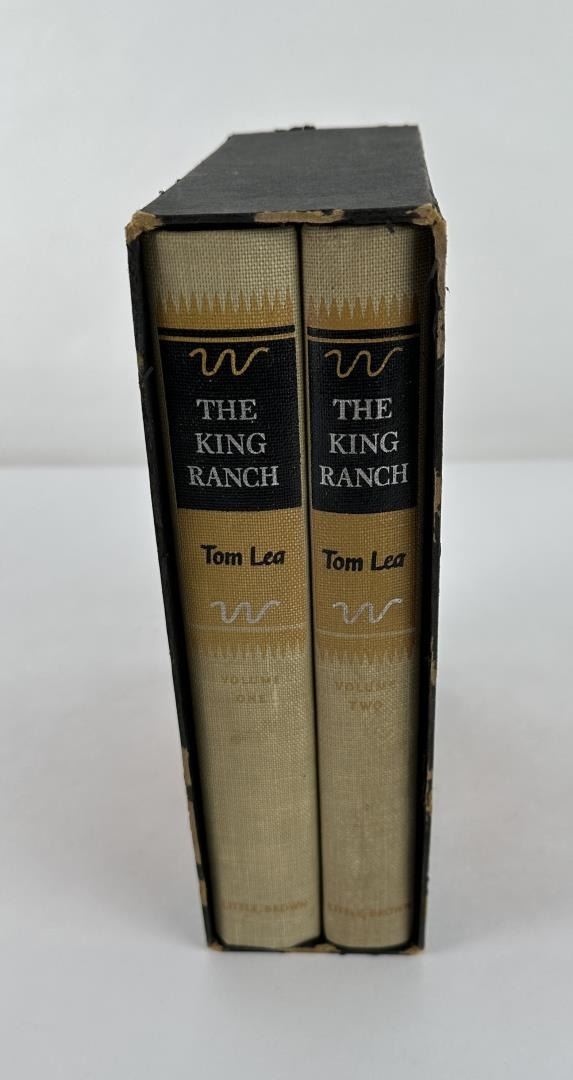 THE
KING
RANCH
Tom Lea
VOLUME
ONE
LITTLE, BROWN
THE
KING
RANCH
Tom Lea
VOLUME
TWO
LITTLE, BROWN